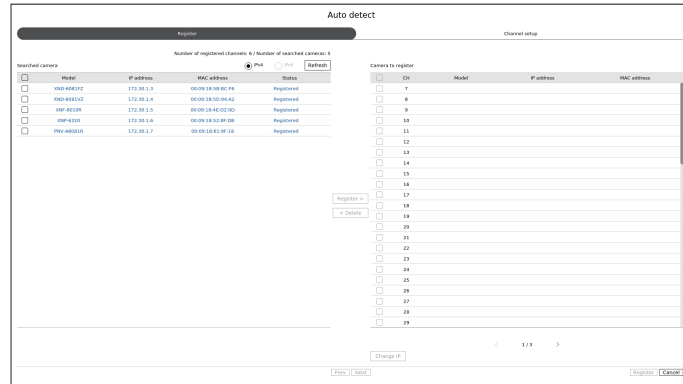 Auto detect
Register
Channel setup
Number of registered channels: 6 / Number of searched cameras: 5
Searched camera
IPv4
IPv6
Refresh
Camera to register
Model IP address MAC address Status
XND-6081FZ 172.30.1.3 00:09:18:5B:BC:F6 Registered
XND-8081VZ 172.30.1.4 00:09:18:5D:94:A2 Registered
XNF-8010R 172.30.1.5 00:09:18:4E:D2:0D Registered
XNP-6320 172.30.1.6 00:09:18:52:BF:DB Registered
PNV-A9081R 172.30.1.7 00:09:18:61:9F:16 Registered
CH Model IP address MAC address
7
8
9
10
11
12
13
14
15
16
17
18
19
20
21
22
23
24
25
26
27
28
29
Register >
< Delete
< 1 / 3 >
Change IP
Prev Next
Register Cancel